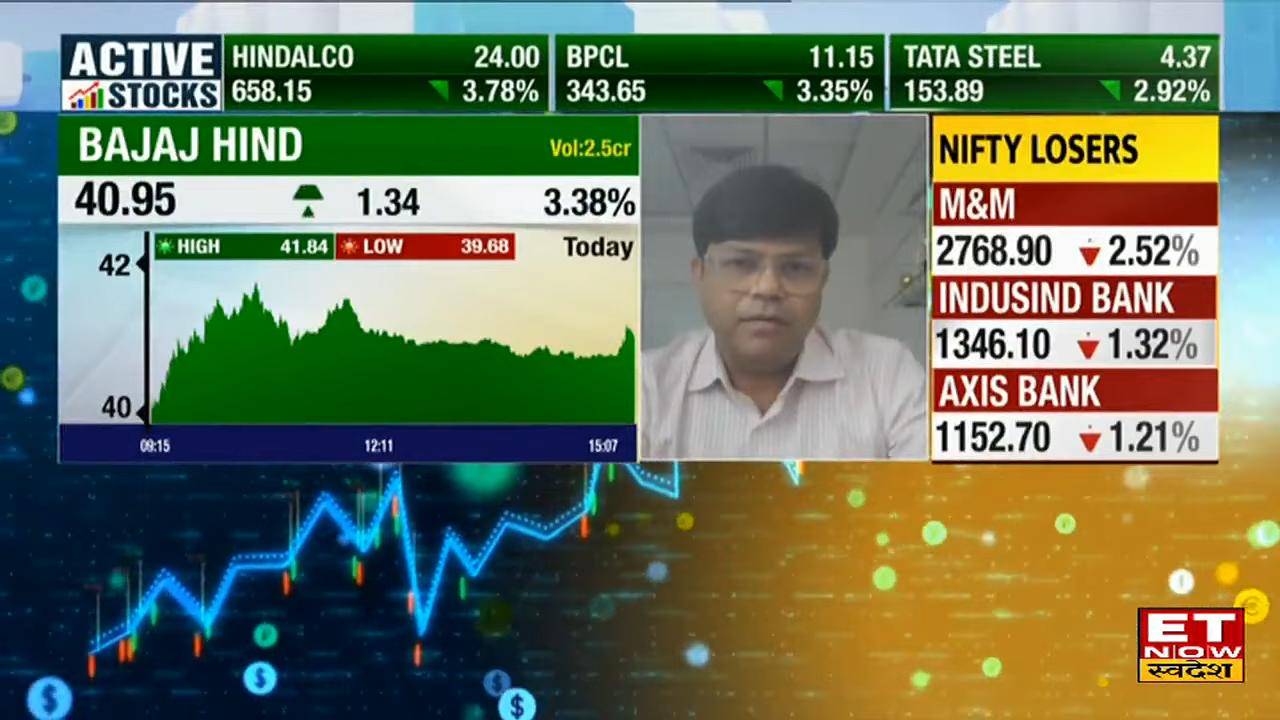 ACTIVE STOCKS
HINDALCO 24.00
658.15 3.78%
BPCL 11.15
343.65 3.35%
TATA STEEL 4.37
153.89 2.92%
BAJAJ HIND Vol:2.5cr
40.95 1.34 3.38%
HIGH 41.84 LOW 39.68 Today
42
40
09:15 12:11 15:07
NIFTY LOSERS
M&M
2768.90 2.52%
INDUSIND BANK
1346.10 1.32%
AXIS BANK
1152.70 1.21%
ET
NOW
स्वदेश